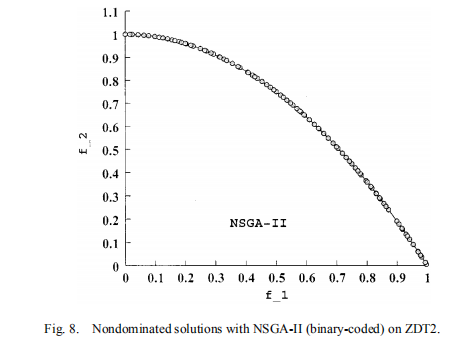 1.1
1
0.9
0.8
0.7
0.6
0.5
0.4
0.3
0.2
0.1
0
f_2
NSGA-II
0 0.1 0.2 0.3 0.4 0.5 0.6 0.7 0.8 0.9 1
f_1
Fig. 8. Nondominated solutions with NSGA-II (binary-coded) on ZDT2.